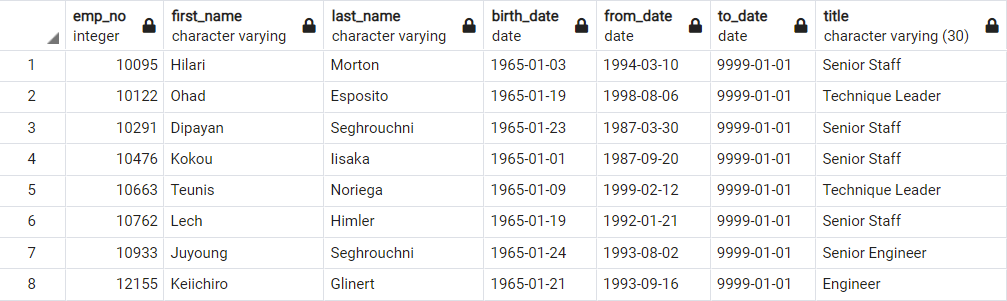 emp_no first_name last_name birth_date from_date to_date title
integer character varying character varying date date date character varying (30)
1 10095 Hilari Morton 1965-01-03 1994-03-10 9999-01-01 Senior Staff
2 10122 Ohad Esposito 1965-01-19 1998-08-06 9999-01-01 Technique Leader
3 10291 Dipayan Seghrouchni 1965-01-23 1987-03-30 9999-01-01 Senior Staff
4 10476 Kokou Iisaka 1965-01-01 1987-09-20 9999-01-01 Senior Staff
5 10663 Teunis Noriega 1965-01-09 1999-02-12 9999-01-01 Technique Leader
6 10762 Lech Himler 1965-01-19 1992-01-21 9999-01-01 Senior Staff
7 10933 Juyoung Seghrouchni 1965-01-24 1993-08-02 9999-01-01 Senior Engineer
8 12155 Keiichiro Glinert 1965-01-21 1993-09-16 9999-01-01 Engineer